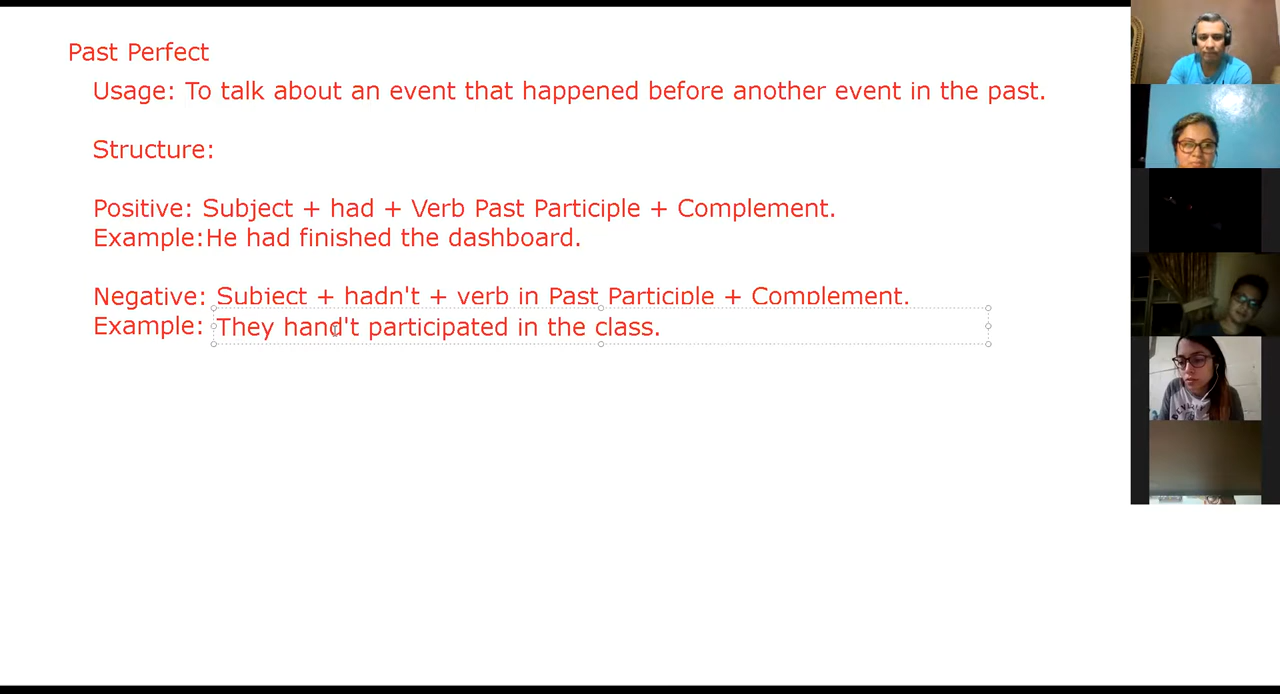 Past Perfect
Usage: To talk about an event that happened before another event in the past.
Structure:
Positive: Subject + had + Verb Past Participle + Complement.
Example:He had finished the dashboard.
Negative: Subject + hadn't + verb in Past Participle + Complement.
Example: They hand't participated in the class.